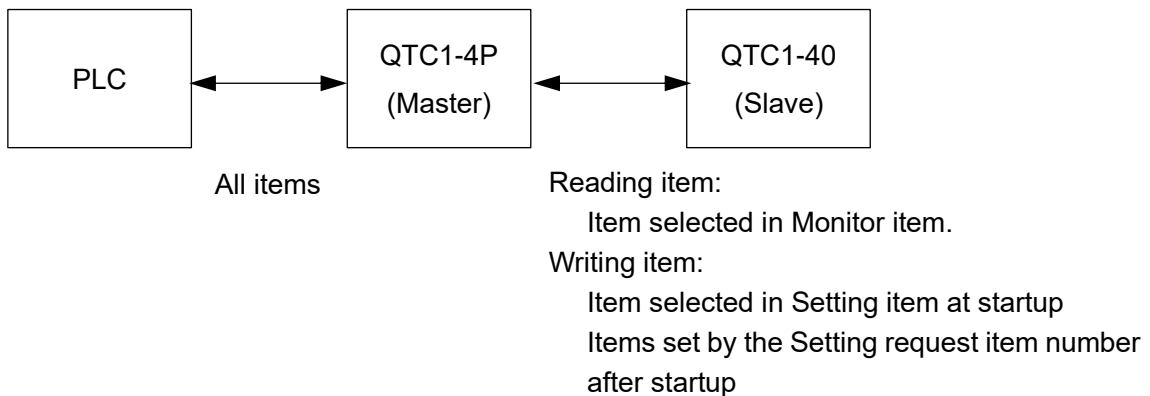 PLC
QTC1-4P
(Master)
QTC1-40
(Slave)
All items
Reading item:
Item selected in Monitor item.
Writing item:
Item selected in Setting item at startup
Items set by the Setting request item number
after startup